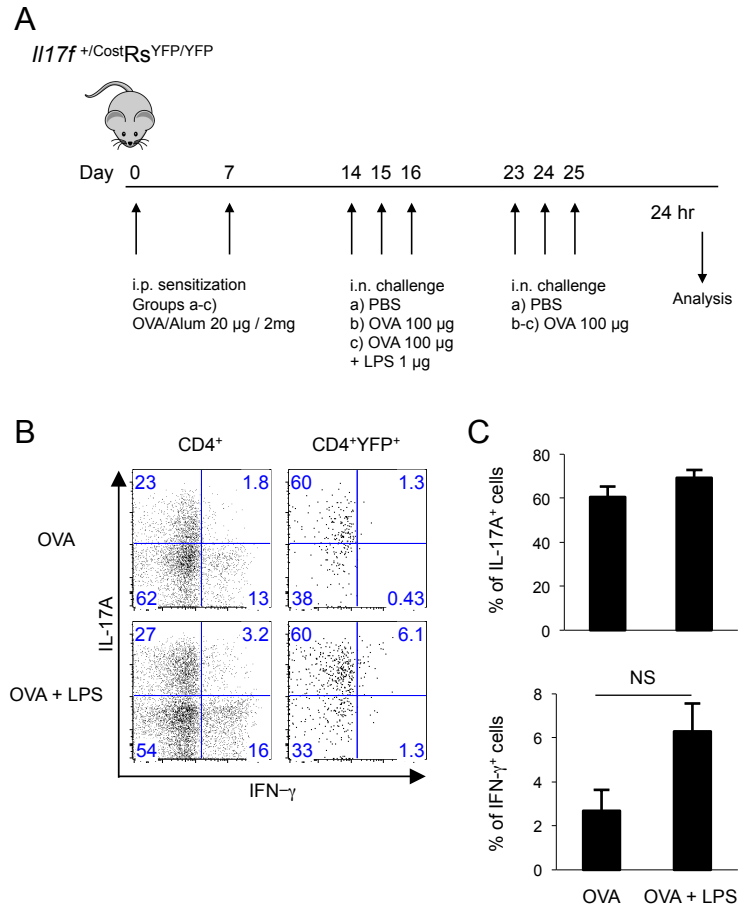 A
Il17f +/CostRsYFP/YFP
Day 0 7 14 15 16 23 24 25
24 hr
i.p. sensitization
Groups a-c)
OVA/Alum 20 µg / 2mg
i.n. challenge
a) PBS
b) OVA 100 µg
c) OVA 100 µg
+ LPS 1 µg
i.n. challenge
a) PBS
b-c) OVA 100 µg
Analysis
B
CD4+ CD4+YFP+
OVA
23 1.8
62 13
60 1.3
38 0.43
OVA + LPS
27 3.2
54 16
60 6.1
33 1.3
IL-17A
IFN-γ
C
% of IL-17A+ cells
80
60
40
20
0
% of IFN-γ+ cells
NS
8
6
4
2
0
OVA OVA + LPS